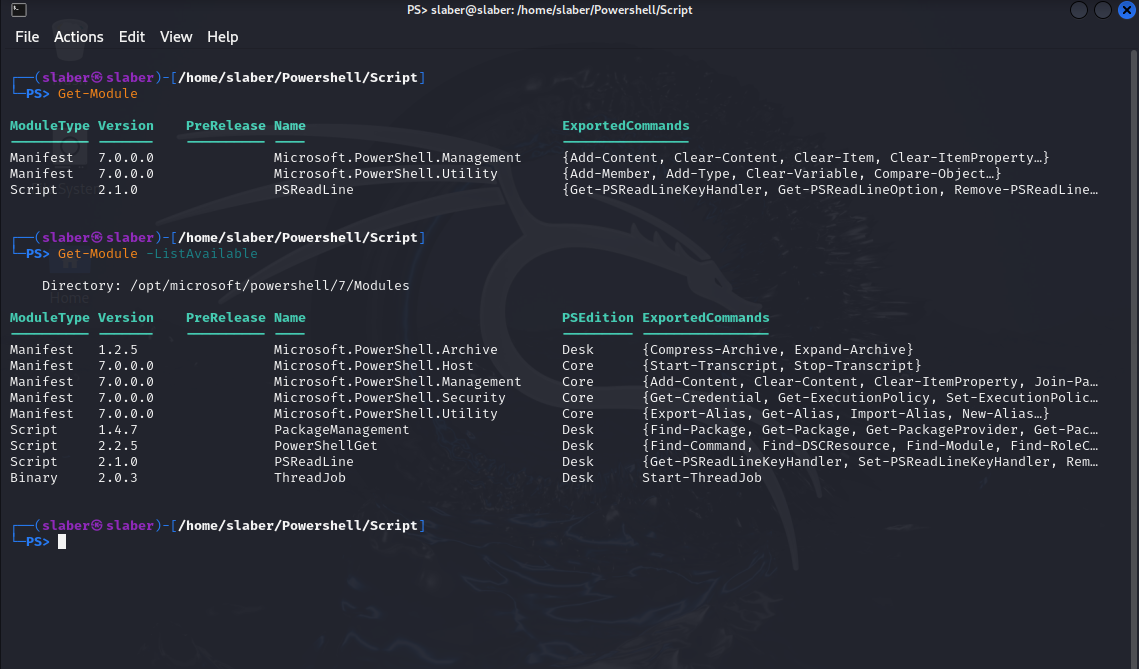 PS> slaber@slaber: /home/slaber/Powershell/Script
File Actions Edit View Help
┌──(slaber㉿slaber)-[/home/slaber/Powershell/Script]
└─PS> Get-Module
ModuleType Version PreRelease Name ExportedCommands
Manifest 7.0.0.0 Microsoft.PowerShell.Management {Add-Content, Clear-Content, Clear-Item, Clear-ItemProperty…}
Manifest 7.0.0.0 Microsoft.PowerShell.Utility {Add-Member, Add-Type, Clear-Variable, Compare-Object…}
Script 2.1.0 PSReadLine {Get-PSReadLineKeyHandler, Get-PSReadLineOption, Remove-PSReadLine…
┌──(slaber㉿slaber)-[/home/slaber/Powershell/Script]
└─PS> Get-Module -ListAvailable
Directory: /opt/microsoft/powershell/7/Modules
Home
ModuleType Version PreRelease Name PSEdition ExportedCommands
Manifest 1.2.5 Microsoft.PowerShell.Archive Desk {Compress-Archive, Expand-Archive}
Manifest 7.0.0.0 Microsoft.PowerShell.Host Core {Start-Transcript, Stop-Transcript}
Manifest 7.0.0.0 Microsoft.PowerShell.Management Core {Add-Content, Clear-Content, Clear-ItemProperty, Join-Pa…
Manifest 7.0.0.0 Microsoft.PowerShell.Security Core {Get-Credential, Get-ExecutionPolicy, Set-ExecutionPolic…
Manifest 7.0.0.0 Microsoft.PowerShell.Utility Core {Export-Alias, Get-Alias, Import-Alias, New-Alias…}
Script 1.4.7 PackageManagement Desk {Find-Package, Get-Package, Get-PackageProvider, Get-Pac…
Script 2.2.5 PowerShellGet Desk {Find-Command, Find-DSCResource, Find-Module, Find-RoleC…
Script 2.1.0 PSReadLine Desk {Get-PSReadLineKeyHandler, Set-PSReadLineKeyHandler, Rem…
Binary 2.0.3 ThreadJob Desk Start-ThreadJob
┌──(slaber㉿slaber)-[/home/slaber/Powershell/Script]
└─PS>